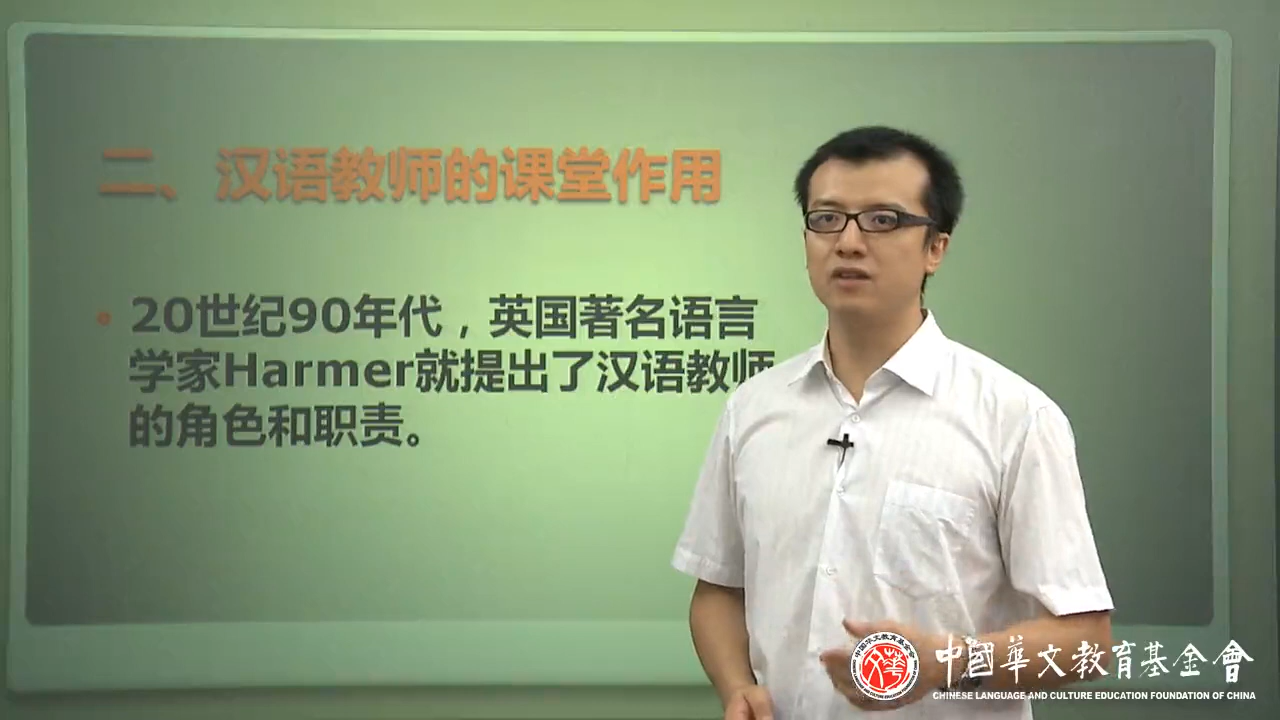 二、汉语教师的课堂作用
• 20世纪90年代，英国著名语言
学家Harmer就提出了汉语教师
的角色和职责。
中國華文教育基金會
CHINESE LANGUAGE AND CULTURE EDUCATION FOUNDATION OF CHINA